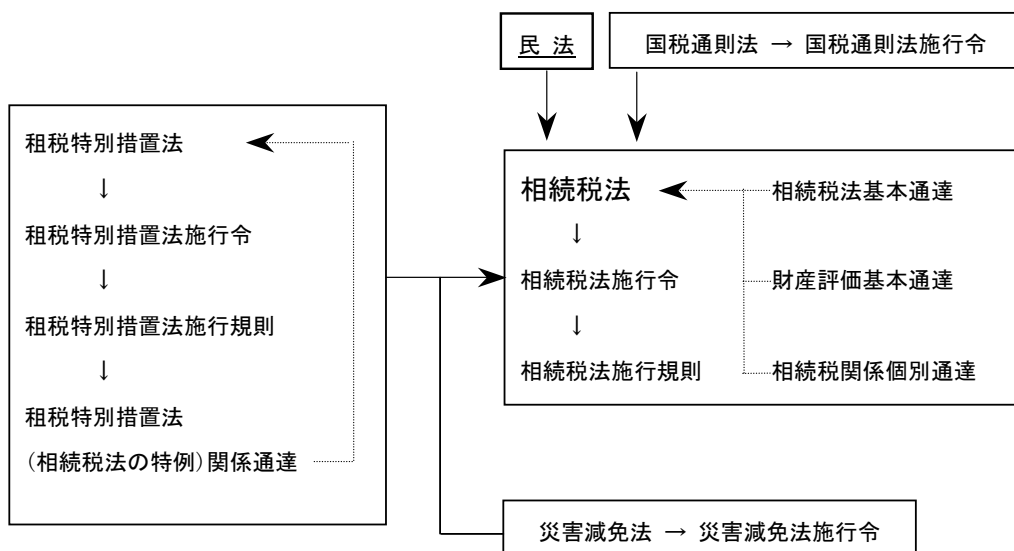 民 法
国税通則法 → 国税通則法施行令
租税特別措置法
↓
租税特別措置法施行令
↓
租税特別措置法施行規則
↓
租税特別措置法
(相続税法の特例)関係通達
相続税法
↓
相続税法施行令
↓
相続税法施行規則
相続税法基本通達
財産評価基本通達
相続税関係個別通達
災害減免法 → 災害減免法施行令